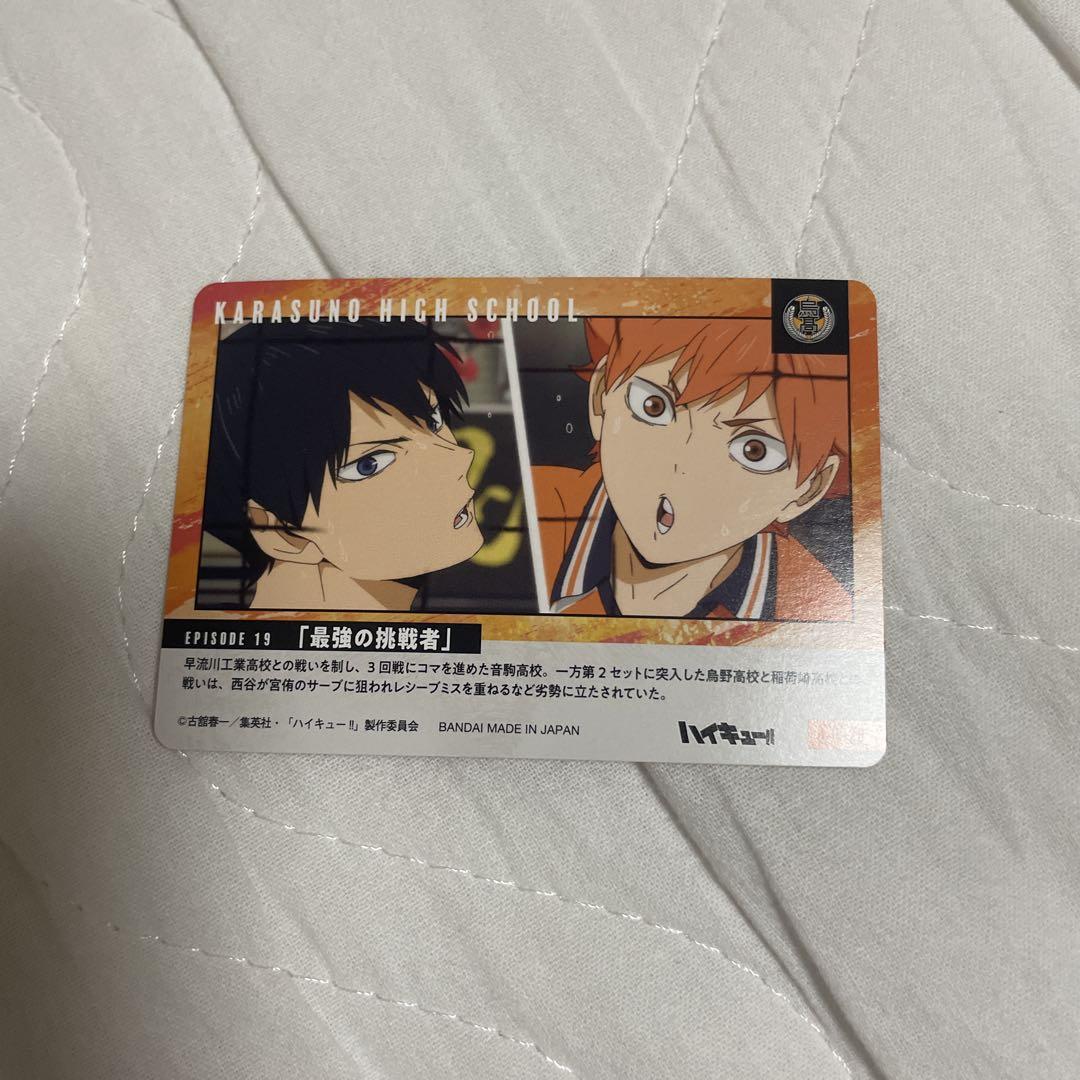 KARASUNO HIGH SCHOOL
烏高
EPISODE 19 「最強の挑戦者」
早流川工業高校との戦いを制し、3回戦にコマを進めた音駒高校。一方第2セットに突入した烏野高校と稲荷崎高校との
戦いは、西谷が宮侑のサーブに狙われレシーブミスを重ねるなど劣勢に立たされていた。
©古舘春一/集英社・「ハイキュー!!」製作委員会 BANDAI MADE IN JAPAN
ハイキュー!!